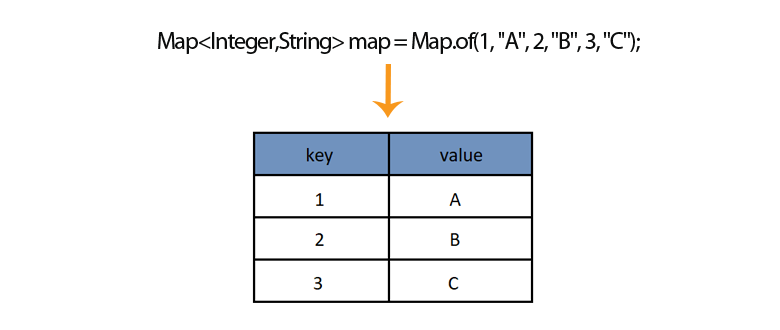 Map<Integer,String> map = Map.of(1, "A", 2, "B", 3, "C");
key value
1 A
2 B
3 C